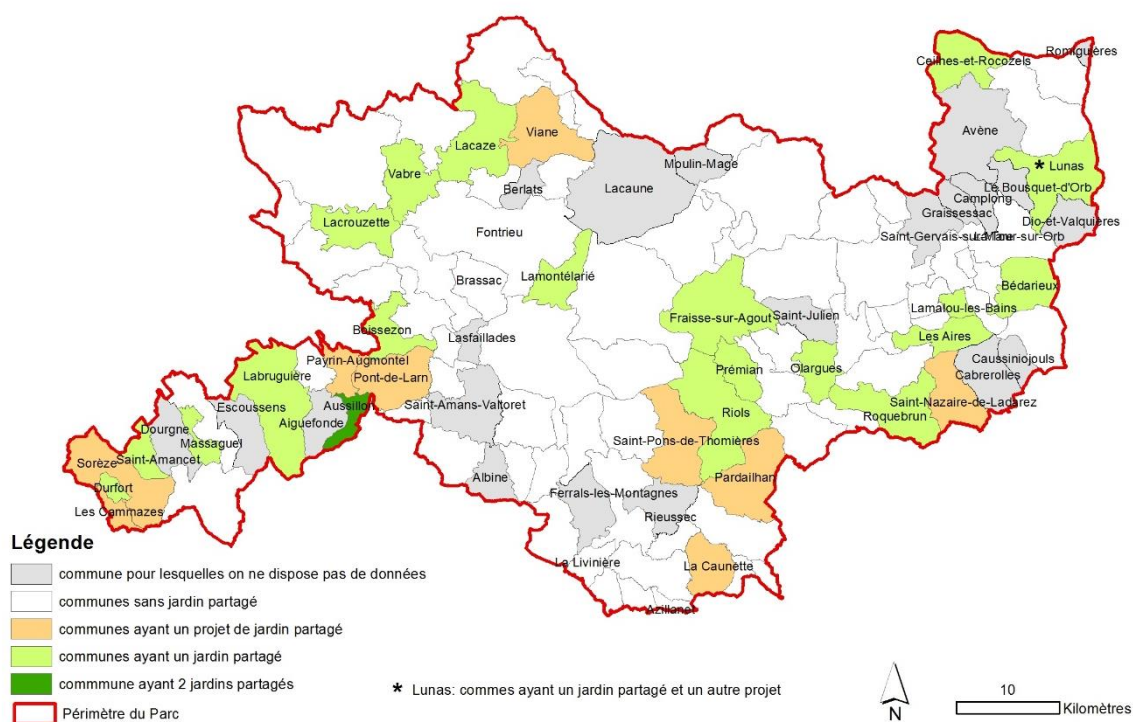 Romiguières
Ceilhes-et-Rocozels
Avène
Viane
Lacaze
Moulin-Mage
Lunas
Vabre
Berlats
Lacaune
Le Bousquet-d'Orb
Camplong
Lacrouzette
Graissessac
Dio-et-Valquières
Fontrieu
Saint-Gervais-sur-Mare
La Tour-sur-Orb
Lamontélarié
Brassac
Bédarieux
Lamalou-les-Bains
Fraisse-sur-Agout
Saint-Julien
Boissezon
Lasfaillades
Les Aires
Payrin-Augmontel
Caussiniojouls
Prémian
Olargues
Cabrerolles
Labruguière
Pont-de-Larn
Saint-Nazaire-de-Ladarez
Escoussens
Aussillon
Saint-Amans-Valtoret
Riols
Roquebrun
Dourgne
Aiguefonde
Massaguel
Saint-Pons-de-Thomières
Saint-Amancet
Sorèze
Pardailhan
Albine
Durfort
Ferrals-les-Montagnes
Rieussec
Les Cammazes
La Livinière
La Caunette
Azillanet
Légende
commune pour lesquelles on ne dispose pas de données
communes sans jardin partagé
communes ayant un projet de jardin partagé
communes ayant un jardin partagé
commmune ayant 2 jardins partagés
Périmètre du Parc
* Lunas: commes ayant un jardin partagé et un autre projet
N
10
Kilomètres